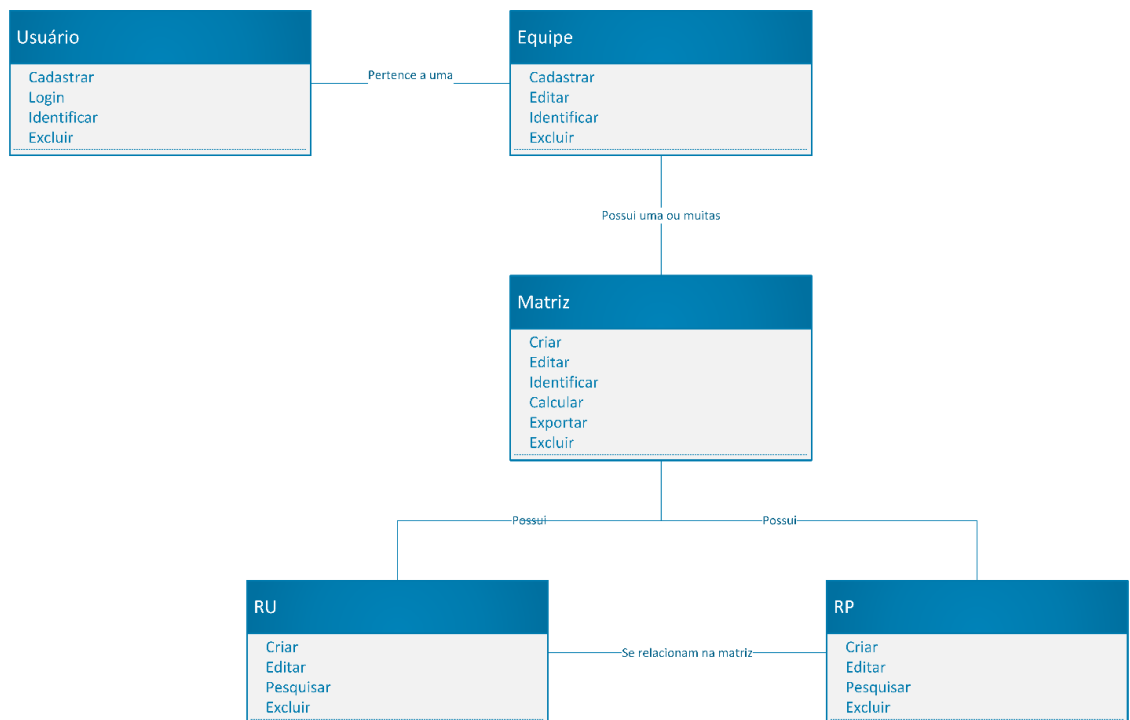 Usuário
Cadastrar
Login
Identificar
Excluir
Pertence a uma
Equipe
Cadastrar
Editar
Identificar
Excluir
Possui uma ou muitas
Matriz
Criar
Editar
Identificar
Calcular
Exportar
Excluir
Possui
Possui
RU
Criar
Editar
Pesquisar
Excluir
Se relacionam na matriz
RP
Criar
Editar
Pesquisar
Excluir